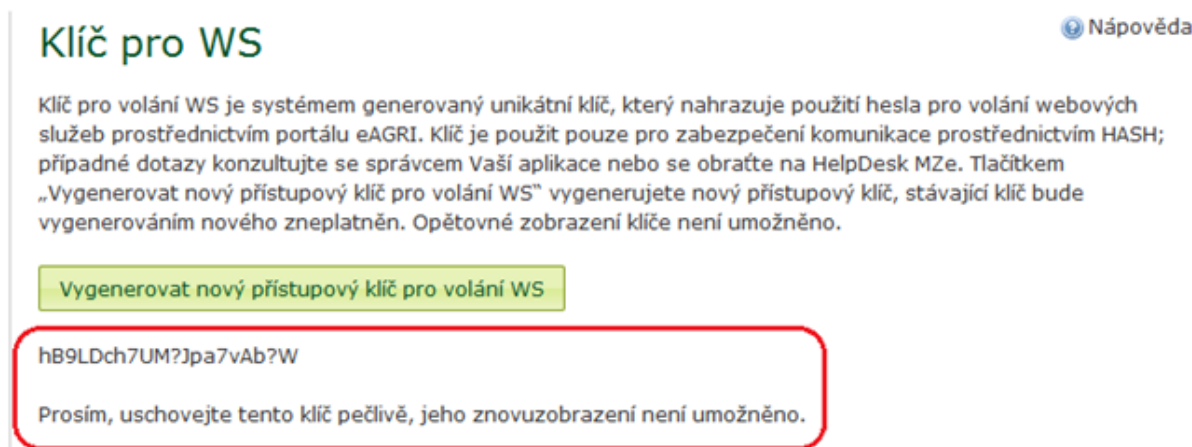 Klíč pro WS
Nápověda
Klíč pro volání WS je systémem generovaný unikátní klíč, který nahrazuje použití hesla pro volání webových
služeb prostřednictvím portálu eAGRI. Klíč je použit pouze pro zabezpečení komunikace prostřednictvím HASH;
případné dotazy konzultujte se správcem Vaší aplikace nebo se obraťte na HelpDesk MZe. Tlačítkem
„Vygenerovat nový přístupový klíč pro volání WS“ vygenerujete nový přístupový klíč, stávající klíč bude
vygenerováním nového zneplatněn. Opětovné zobrazení klíče není umožněno.
Vygenerovat nový přístupový klíč pro volání WS
hB9LDch7UM?Jpa7vAb?W
Prosím, uschovejte tento klíč pečlivě, jeho znovuzobrazení není umožněno.